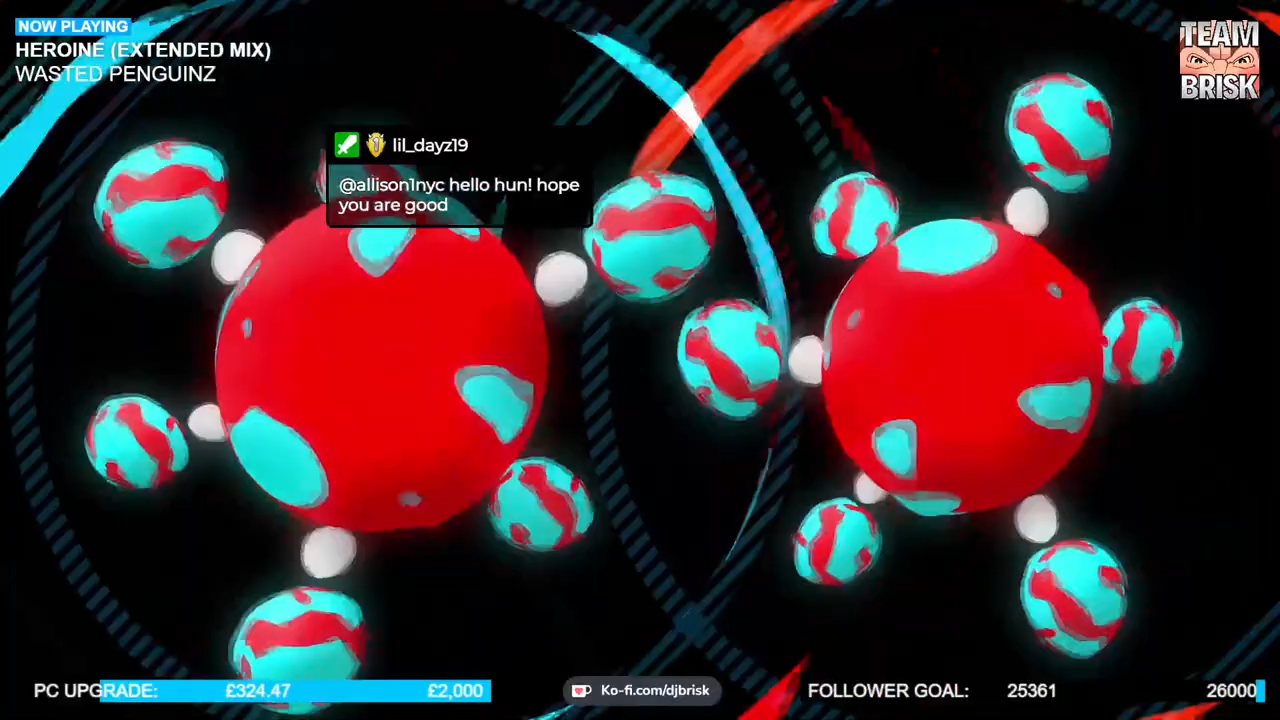 NOW PLAYING
HEROINE (EXTENDED MIX)
WASTED PENGUINZ
TEAM
BRISK
lil_dayz19
@allison1nyc hello hun! hope
you are good
PC UPGRADE: £324.47 £2,000
Ko-fi.com/djbrisk
FOLLOWER GOAL: 25361 26000